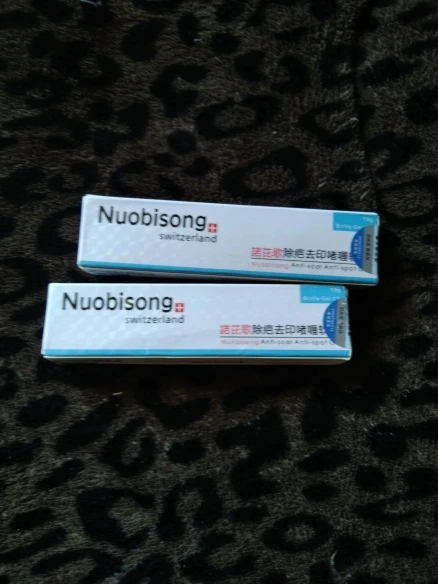 Nuobisong
switzerland
諾芘歌除疤去印啫喱
Anti-scar Anti-spot
Nuobisong
switzerland
諾芘歌除疤去印啫喱
Nuobisong Anti-scar Anti-spot